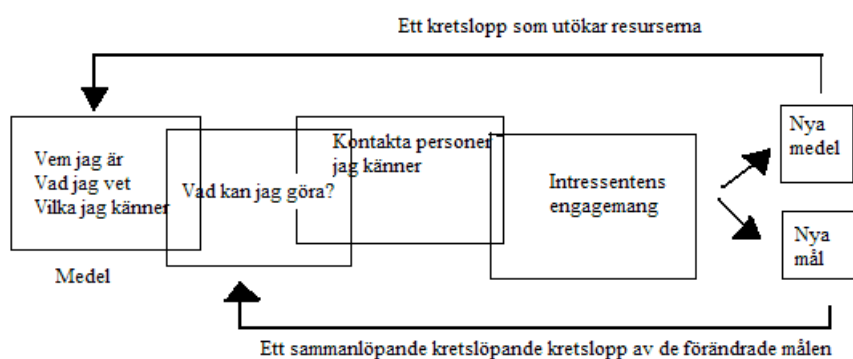 Ett kretslopp som utökar resurserna
Vem jag är
Vad jag vet
Vilka jag känner
Medel
Vad kan jag göra?
Kontakta personer
jag känner
Intressentens
engagemang
Nya
medel
Nya
mål
Ett sammanlöpande kretslöpande kretslopp av de förändrade målen